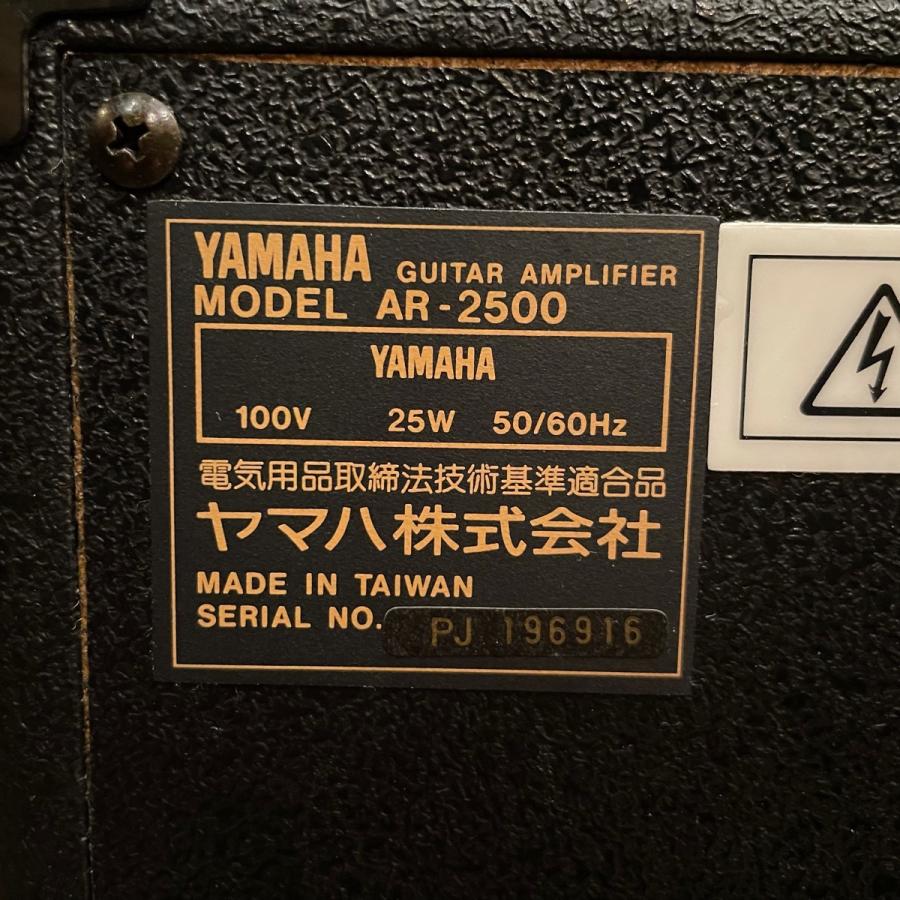 YAMAHA GUITAR AMPLIFIER
MODEL AR-2500
YAMAHA
100V 25W 50/60Hz
電気用品取締法技術基準適合品
ヤマハ株式会社
MADE IN TAIWAN
SERIAL NO. PJ 196916